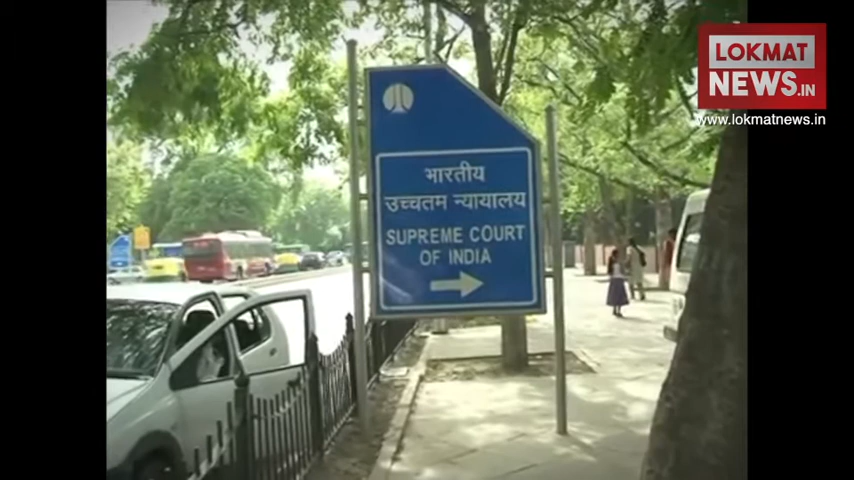 LOKMAT
NEWS.IN
www.lokmatnews.in
भारतीय
उच्चतम न्यायालय
SUPREME COURT
OF INDIA